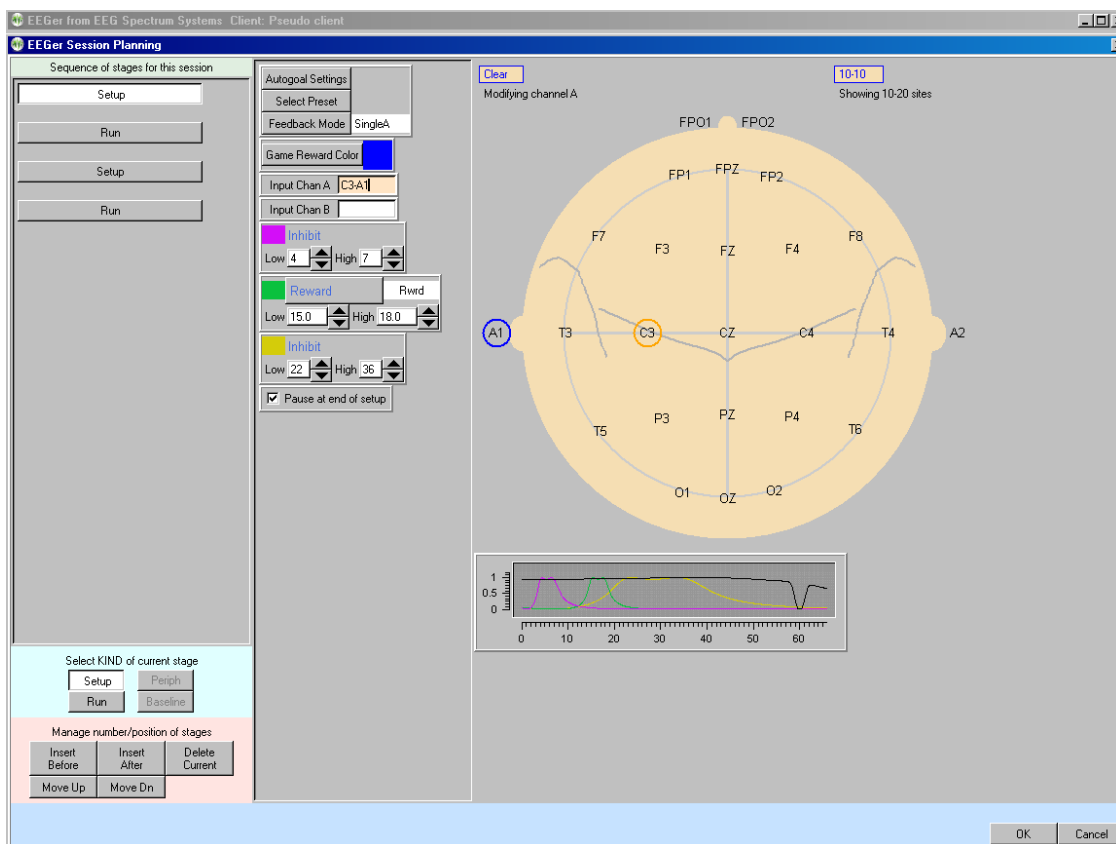 EEGer from EEG Spectrum Systems Client: Pseudo client
EEGer Session Planning
Sequence of stages for this session
Setup
Run
Setup
Run
Select KIND of current stage
Setup Periph
Run Baseline
Manage number/position of stages
Insert Before Insert After Delete Current
Move Up Move Dn
Autogoal Settings
Select Preset
Feedback Mode SingleA
Game Reward Color
Input Chan A C3-A1
Input Chan B
Inhibit
Low 4 High 7
Reward Rwrd
Low 15.0 High 18.0
Inhibit
Low 22 High 36
Pause at end of setup
Clear 10-10
Modifying channel A Showing 10-20 sites
FPO1 FPO2
FP1 FPZ FP2
F7 F3 FZ F4 F8
A1 T3 C3 CZ C4 T4 A2
T5 P3 PZ P4 T6
O1 OZ O2
1
0.5
0
0 10 20 30 40 50 60
OK Cancel